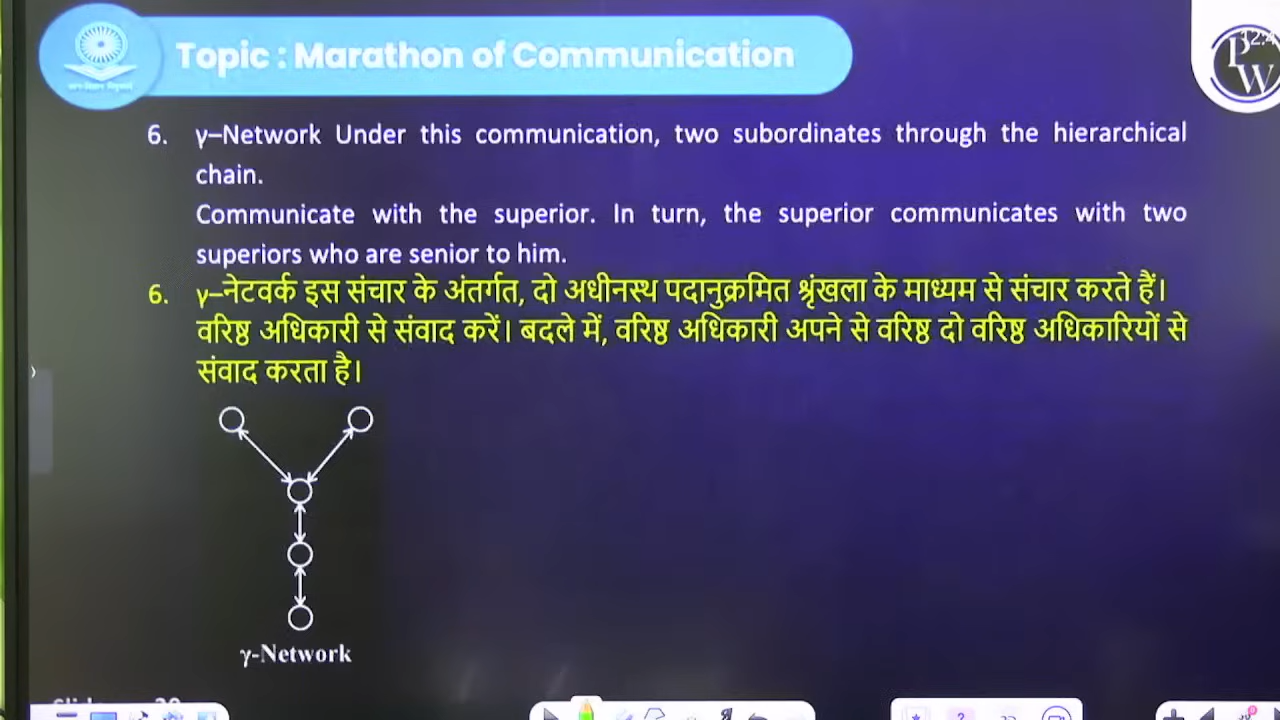 Topic : Marathon of Communication
PW
6. γ–Network Under this communication, two subordinates through the hierarchical
chain.
Communicate with the superior. In turn, the superior communicates with two
superiors who are senior to him.
6. γ–नेटवर्क इस संचार के अंतर्गत, दो अधीनस्थ पदानुक्रमित श्रृंखला के माध्यम से संचार करते हैं।
वरिष्ठ अधिकारी से संवाद करें। बदले में, वरिष्ठ अधिकारी अपने से वरिष्ठ दो वरिष्ठ अधिकारियों से
संवाद करता है।
γ-Network